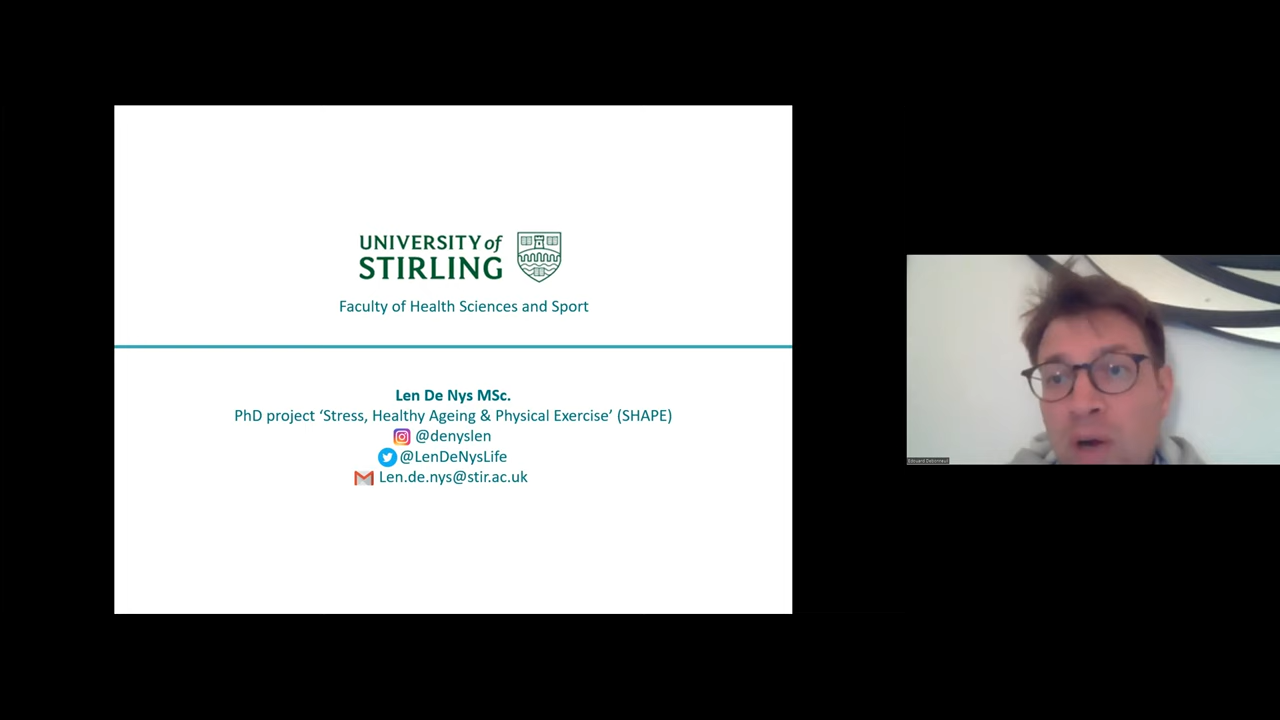 UNIVERSITY of
STIRLING
Faculty of Health Sciences and Sport
Len De Nys MSc.
PhD project ‘Stress, Healthy Ageing & Physical Exercise’ (SHAPE)
@denyslen
@LenDeNysLife
Len.de.nys@stir.ac.uk